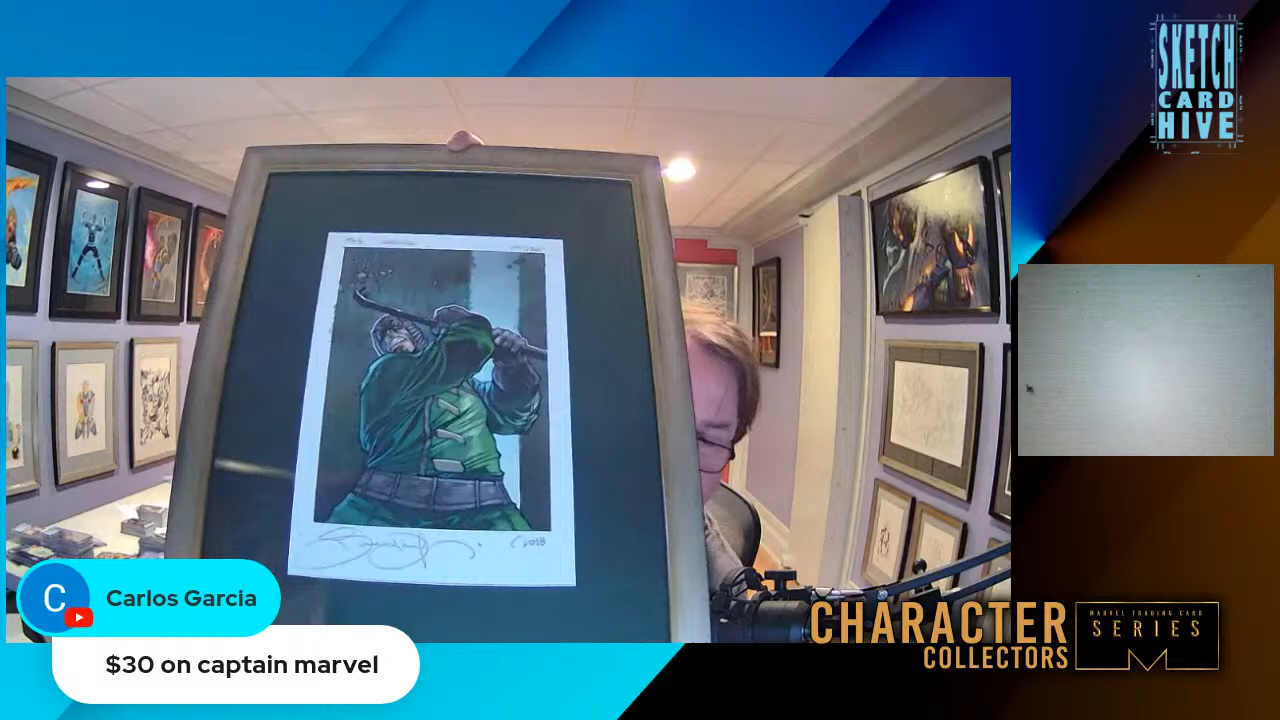 SKETCH
CARD
HIVE
C
Carlos Garcia
$30 on captain marvel
CHARACTER
COLLECTORS
MARVEL TRADING CARD
SERIES